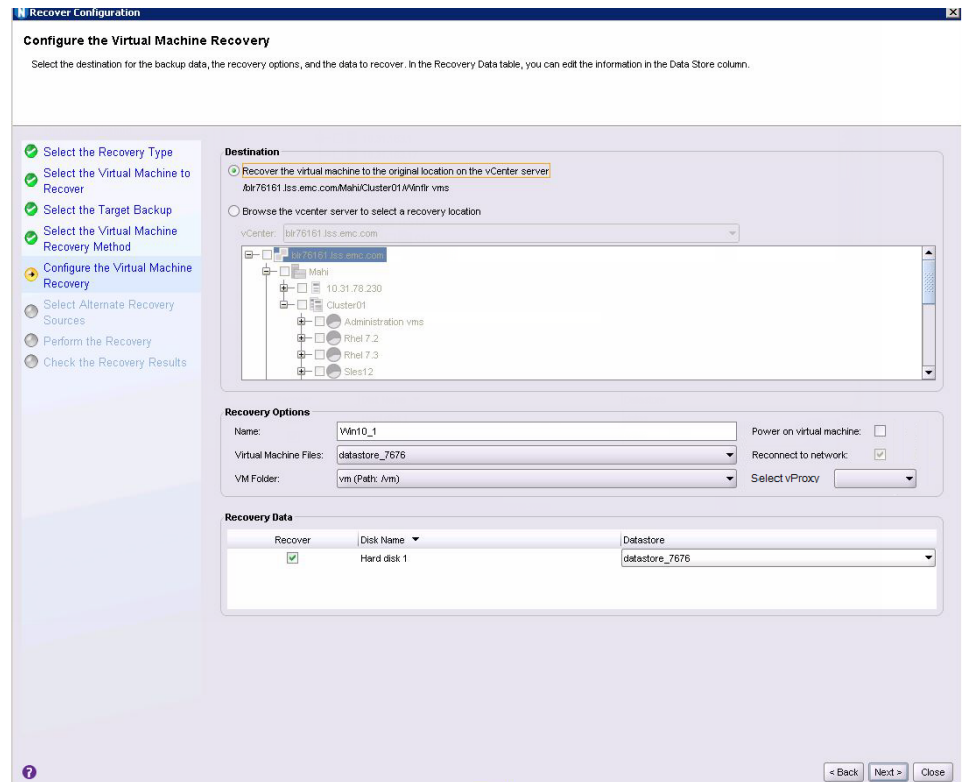 N Recover Configuration
Configure the Virtual Machine Recovery
Select the destination for the backup data, the recovery options, and the data to recover. In the Recovery Data table, you can edit the information in the Data Store column.
Select the Recovery Type
Select the Virtual Machine to
Recover
Select the Target Backup
Select the Virtual Machine
Recovery Method
Configure the Virtual Machine
Recovery
Select Alternate Recovery
Sources
Perform the Recovery
Check the Recovery Results
Destination
Recover the virtual machine to the original location on the vCenter server
/blr76161.lss.emc.com/Mahi/Cluster01/Winflr vms
Browse the vcenter server to select a recovery location
vCenter: blr76161.lss.emc.com
blr76161.lss.emc.com
Mahi
10.31.78.230
Cluster01
Administration vms
Rhel 7.2
Rhel 7.3
Sles12
Recovery Options
Name: Win10_1 Power on virtual machine:
Virtual Machine Files: datastore_7676 Reconnect to network:
VM Folder: vm (Path: /vm) Select vProxy
Recovery Data
Recover Disk Name Datastore
Hard disk 1 datastore_7676
? < Back Next > Close